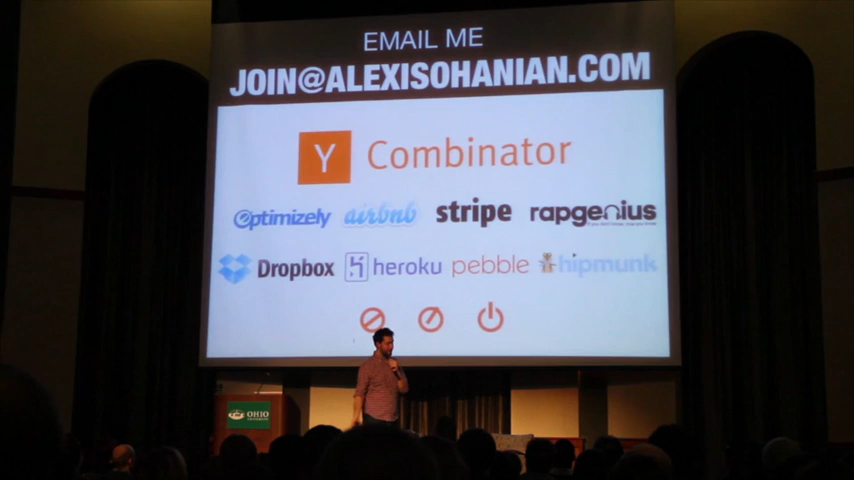 EMAIL ME
JOIN@ALEXISOHANIAN.COM
Y Combinator
Optimizely airbnb stripe rapgenius
Dropbox heroku pebble hipmunk
OHIO